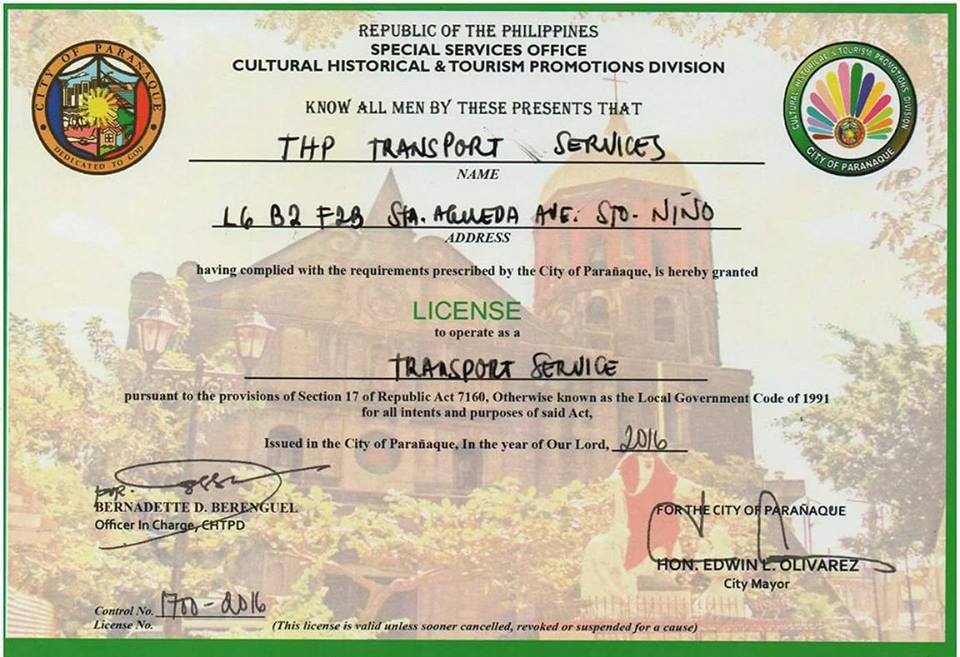 REPUBLIC OF THE PHILIPPINES
SPECIAL SERVICES OFFICE
CULTURAL HISTORICAL & TOURISM PROMOTIONS DIVISION
CITY OF PARAÑAQUE
DEDICATED TO GOD
CULTURAL HISTORICAL & TOURISM PROMOTIONS DIVISION
CITY OF PARAÑAQUE
KNOW ALL MEN BY THESE PRESENTS THAT
THP TRANSPORT SERVICES
NAME
L6 B2 F2B STA. AGUEDA AVE. STO. NIÑO
ADDRESS
having complied with the requirements prescribed by the City of Parañaque, is hereby granted
LICENSE
to operate as a
TRANSPORT SERVICE
pursuant to the provisions of Section 17 of Republic Act 7160, Otherwise known as the Local Government Code of 1991
for all intents and purposes of said Act,
Issued in the City of Parañaque, In the year of Our Lord, 2016
BERNADETTE D. BERENGUEL
Officer In Charge, CHTPD
FOR THE CITY OF PARAÑAQUE
HON. EDWIN L. OLIVAREZ
City Mayor
Control No. 1700-2016
License No.
(This license is valid unless sooner cancelled, revoked or suspended for a cause)